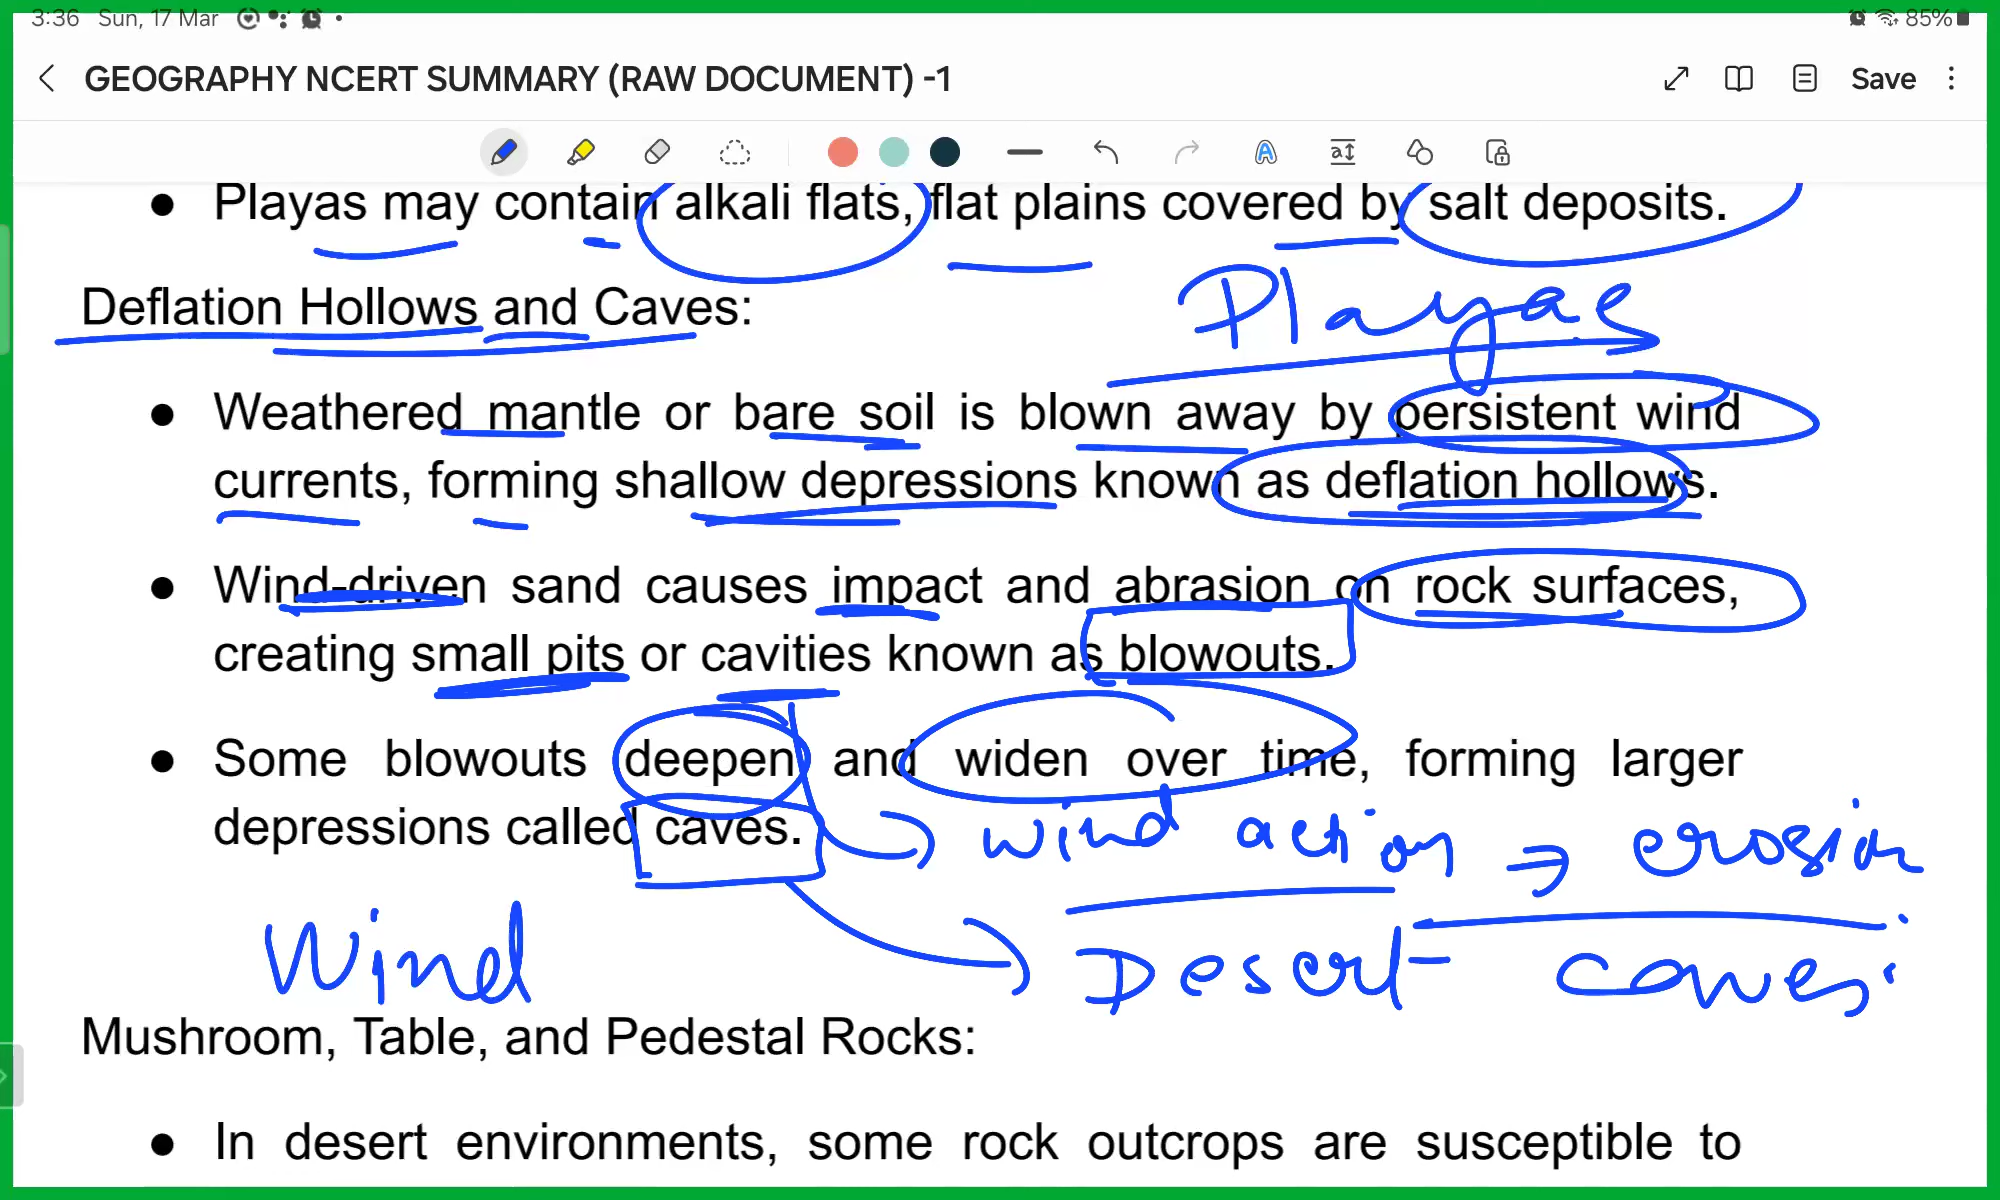 3:36 Sun, 17 Mar 85%
GEOGRAPHY NCERT SUMMARY (RAW DOCUMENT) -1 Save
A a
● Playas may contain alkali flats, flat plains covered by salt deposits.
Deflation Hollows and Caves:
Playas
● Weathered mantle or bare soil is blown away by persistent wind
currents, forming shallow depressions known as deflation hollows.
● Wind-driven sand causes impact and abrasion on rock surfaces,
creating small pits or cavities known as blowouts.
● Some blowouts deepen and widen over time, forming larger
depressions called caves.
wind action → erosion
Wind
Desert - caves.
Mushroom, Table, and Pedestal Rocks:
● In desert environments, some rock outcrops are susceptible to